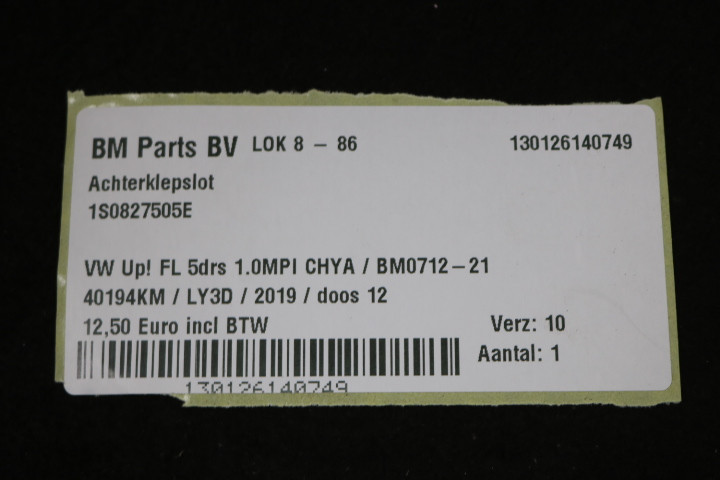 BM Parts BV LOK 8 - 86 130126140749
Achterklepslot
1S0827505E
VW Up! FL 5drs 1.0MPI CHYA / BM0712-21
40194KM / LY3D / 2019 / doos 12
12,50 Euro incl BTW Verz: 10
Aantal: 1
130126140749